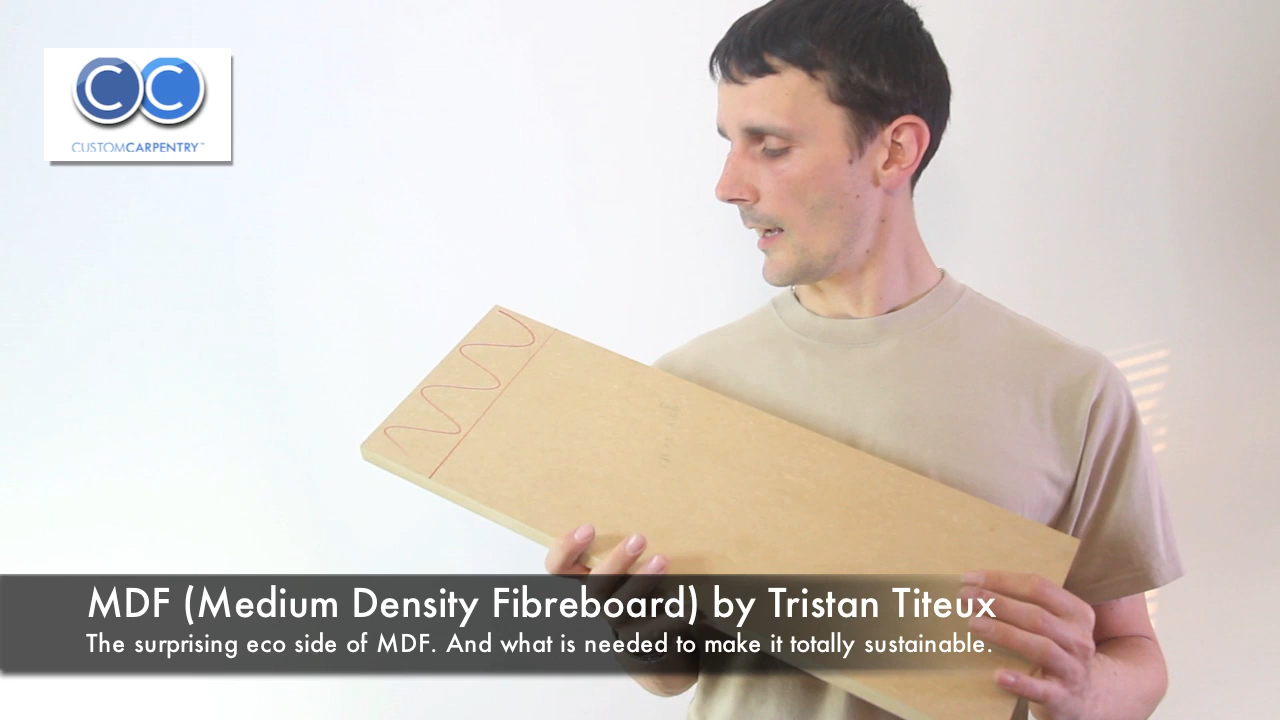 CC
CUSTOMCARPENTRY™
MDF (Medium Density Fibreboard) by Tristan Titeux
The surprising eco side of MDF. And what is needed to make it totally sustainable.